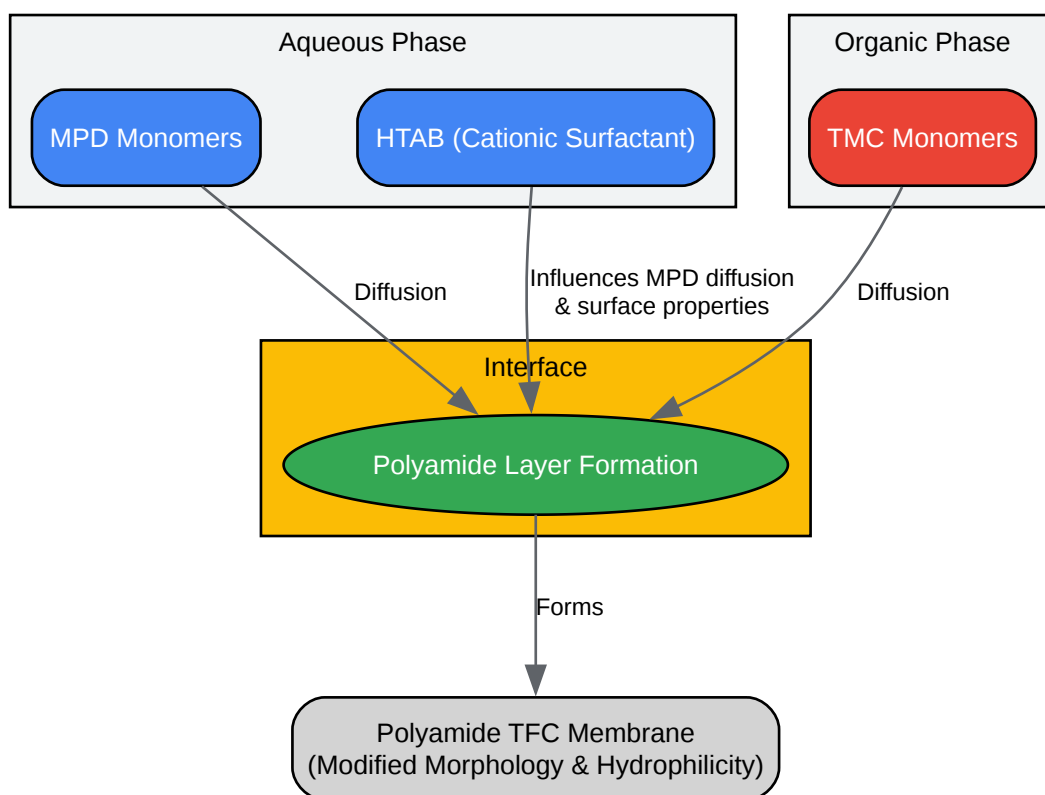 Aqueous Phase
Organic Phase
MPD Monomers
HTAB (Cationic Surfactant)
TMC Monomers
Diffusion
Influences MPD diffusion
& surface properties
Diffusion
Interface
Polyamide Layer Formation
Forms
Polyamide TFC Membrane
(Modified Morphology & Hydrophilicity)